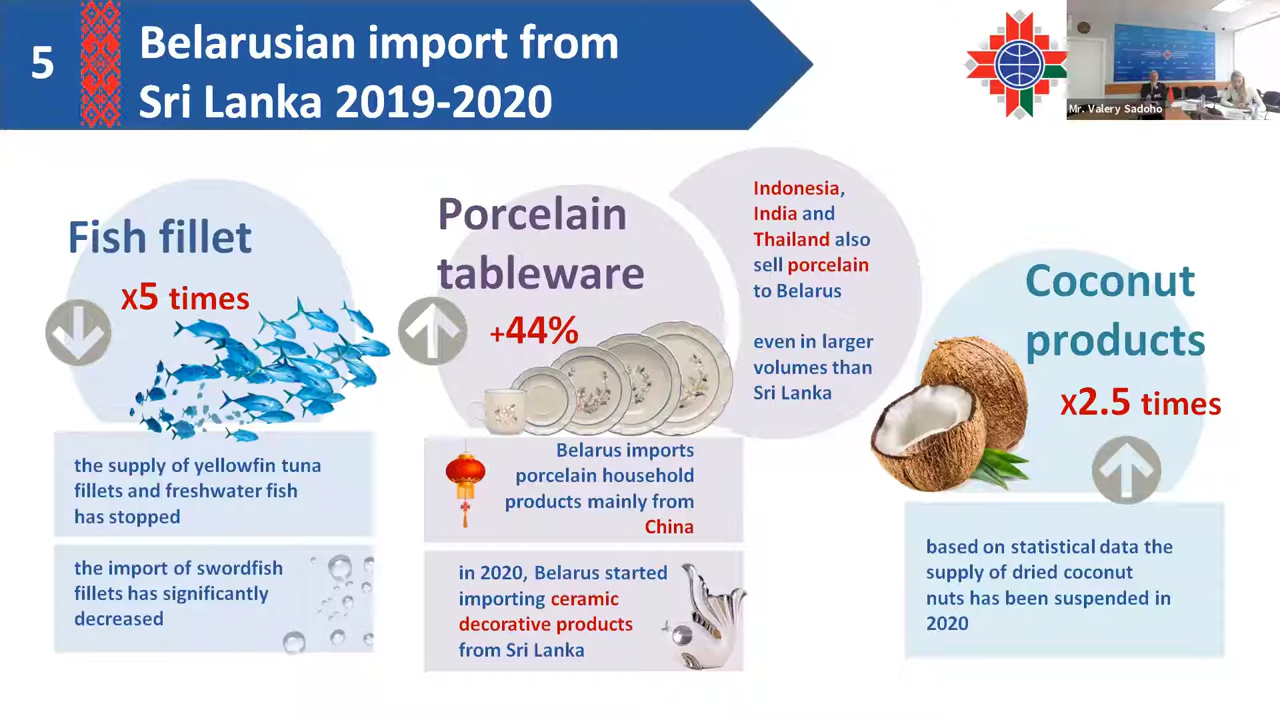 5
Belarusian import from
Sri Lanka 2019-2020
Mr. Valery Sadoho
Fish fillet
x5 times
the supply of yellowfin tuna
fillets and freshwater fish
has stopped
the import of swordfish
fillets has significantly
decreased
Porcelain
tableware
+44%
Belarus imports
porcelain household
products mainly from
China
in 2020, Belarus started
importing ceramic
decorative products
from Sri Lanka
Indonesia,
India and
Thailand also
sell porcelain
to Belarus
even in larger
volumes than
Sri Lanka
Coconut
products
x2.5 times
based on statistical data the
supply of dried coconut
nuts has been suspended in
2020